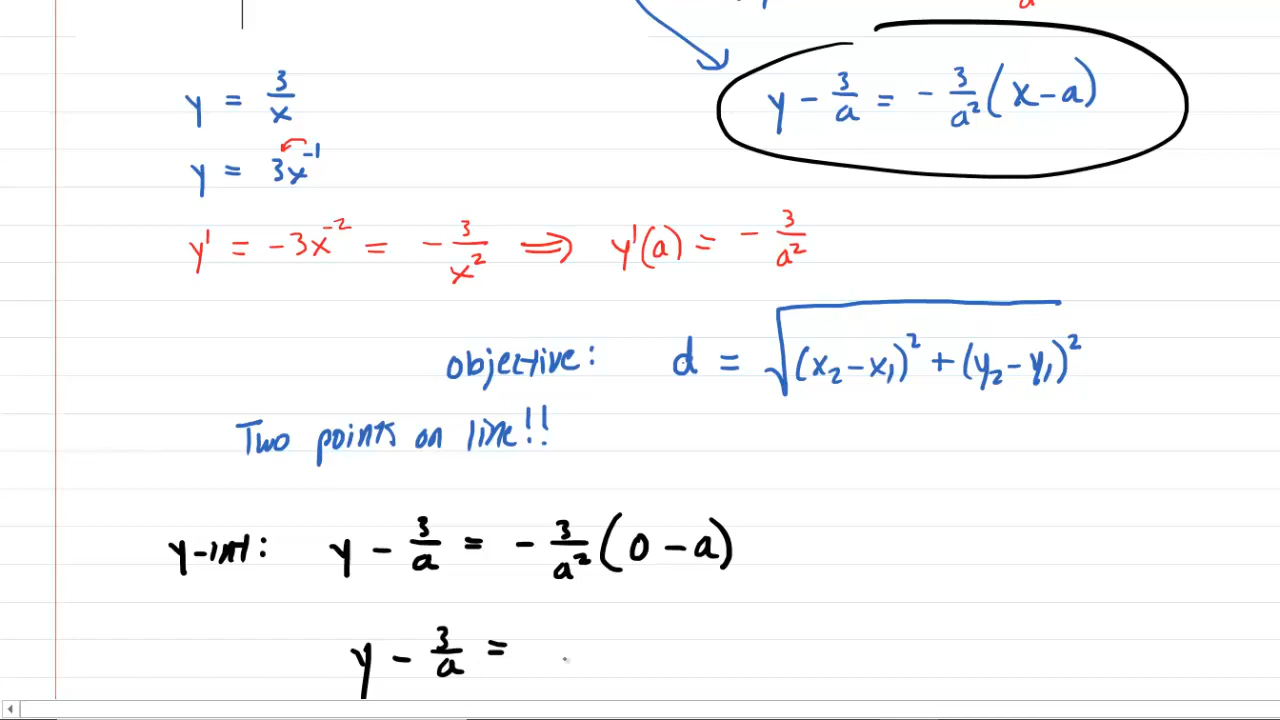 y - 3/a = - 3/a² (x - a)
y = 3/x
y = 3x⁻¹
y' = -3x⁻² = - 3/x² ⟹ y'(a) = - 3/a²
objective: d = √(x₂ - x₁)² + (y₂ - y₁)²
Two points on line!!
y-int: y - 3/a = - 3/a² (0 - a)
y - 3/a =